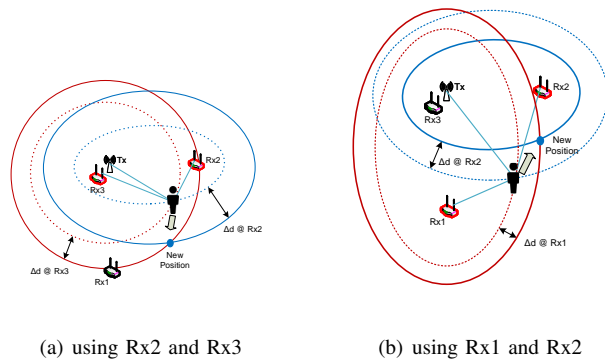 Tx
Rx2
Rx3
Δd @ Rx2
New
Position
Δd @ Rx3
Rx1
(a) using Rx2 and Rx3
Tx
Rx2
Rx3
New
Position
Δd @ Rx2
Rx1
Δd @ Rx1
(b) using Rx1 and Rx2